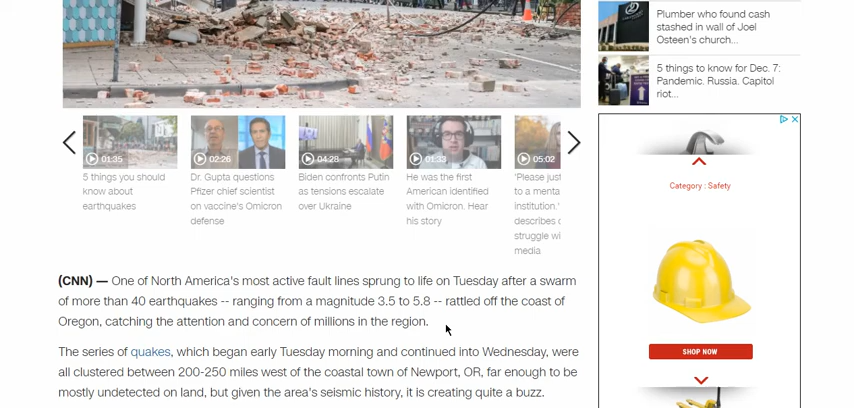 Plumber who found cash
stashed in wall of Joel
Osteen's church...
5 things to know for Dec. 7:
Pandemic. Russia. Capitol
riot...
01:35
02:26
04:28
01:33
05:02
5 things you should
know about
earthquakes
Dr. Gupta questions
Pfizer chief scientist
on vaccine's Omicron
defense
Biden confronts Putin
as tensions escalate
over Ukraine
He was the first
American identified
with Omicron. Hear
his story
'Please just
to a menta
institution.'
describes
struggle wi
media
Category : Safety
SHOP NOW
(CNN) — One of North America's most active fault lines sprung to life on Tuesday after a swarm
of more than 40 earthquakes -- ranging from a magnitude 3.5 to 5.8 -- rattled off the coast of
Oregon, catching the attention and concern of millions in the region.
The series of quakes, which began early Tuesday morning and continued into Wednesday, were
all clustered between 200-250 miles west of the coastal town of Newport, OR, far enough to be
mostly undetected on land, but given the area's seismic history, it is creating quite a buzz.